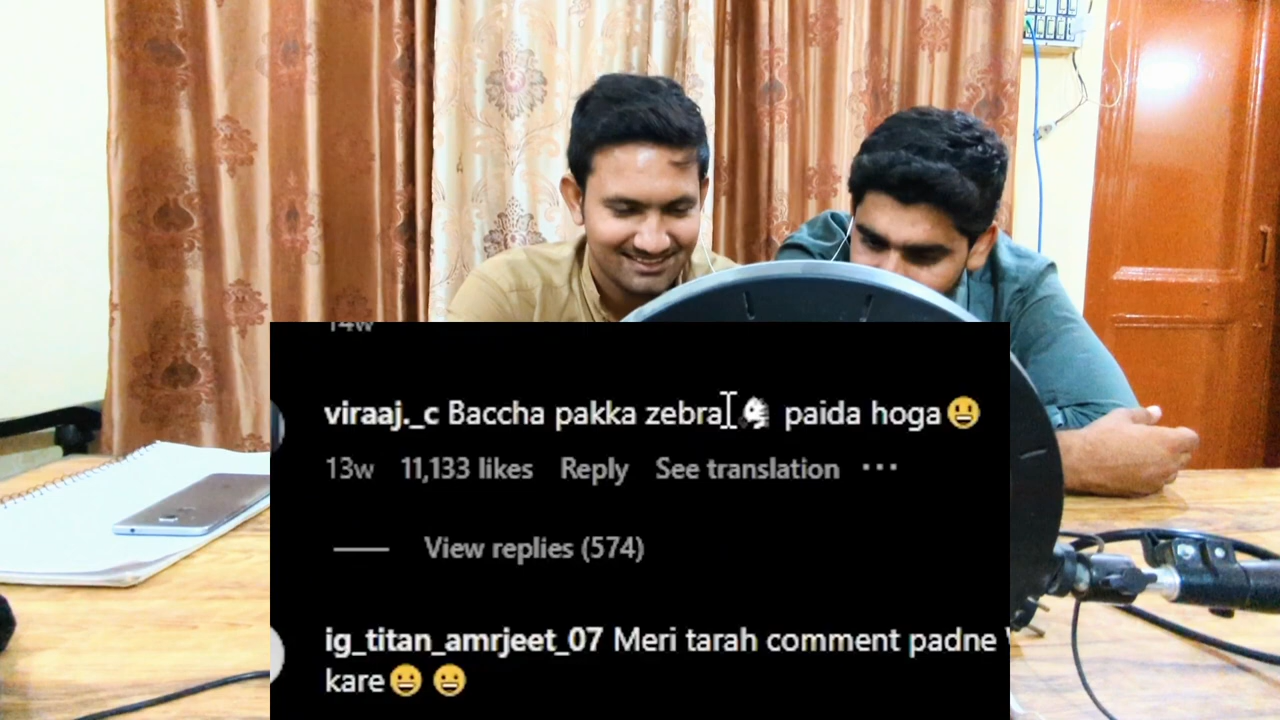 14w
viraaj._c Baccha pakka zebra🦓 paida hoga😀
13w 11,133 likes Reply See translation •••
View replies (574)
ig_titan_amrjeet_07 Meri tarah comment padne
kare😀 😀